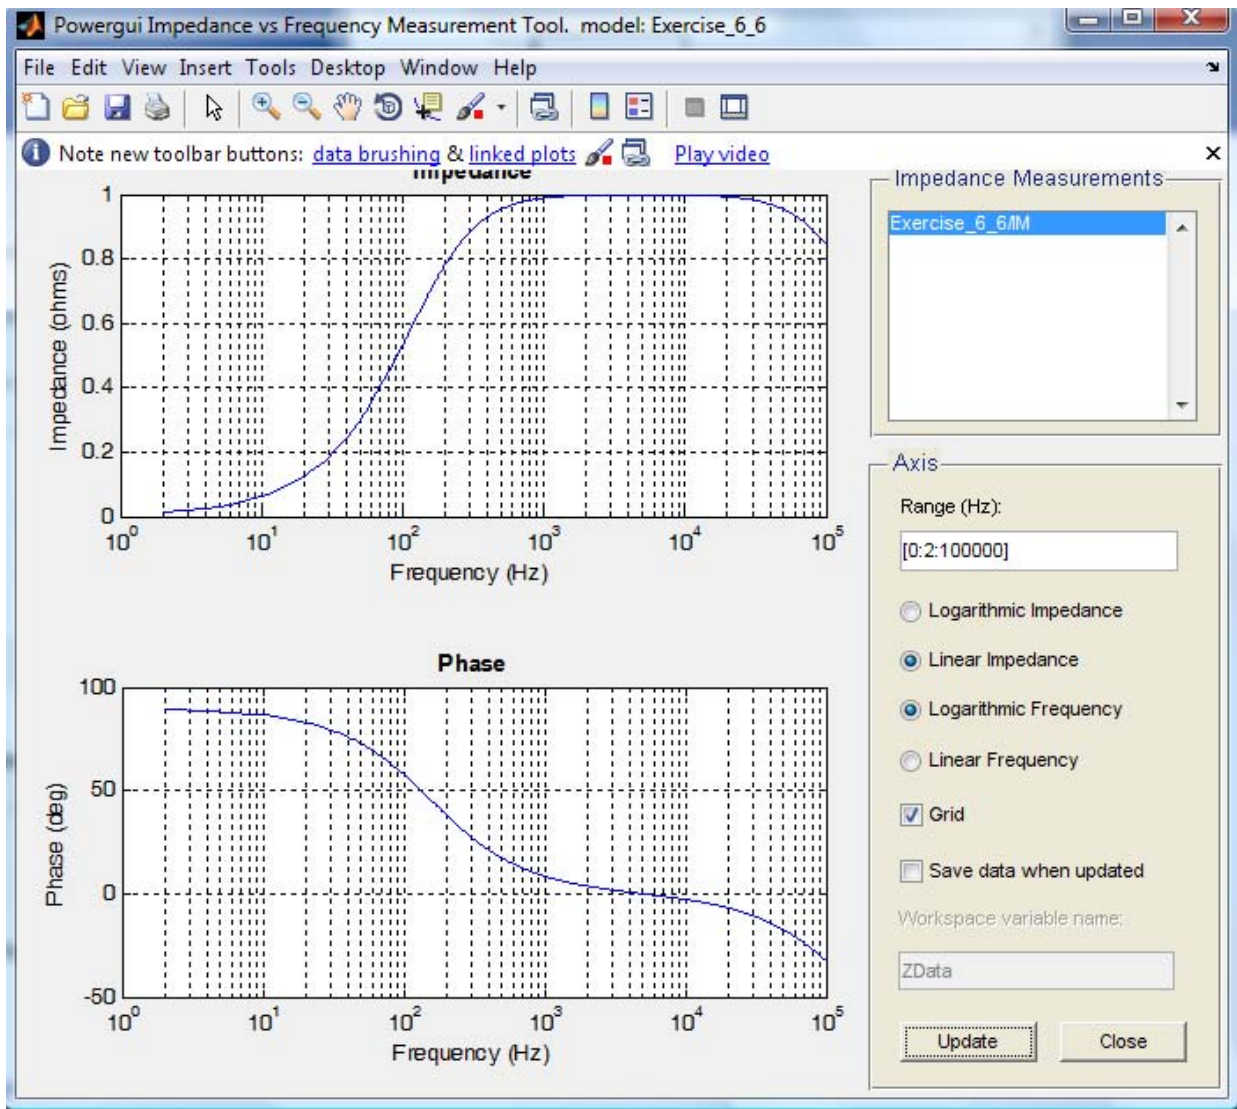 Powergui Impedance vs Frequency Measurement Tool. model: Exercise_6_6
File Edit View Insert Tools Desktop Window Help
Note new toolbar buttons: data brushing & linked plots Play video
Impedance
1
0.8
0.6
0.4
0.2
0
Impedance (ohms)
10^0 10^1 10^2 10^3 10^4 10^5
Frequency (Hz)
Phase
100
50
0
-50
Phase (deg)
10^0 10^1 10^2 10^3 10^4 10^5
Frequency (Hz)
Impedance Measurements
Exercise_6_6/IM
Axis
Range (Hz):
[0:2:100000]
Logarithmic Impedance
Linear Impedance
Logarithmic Frequency
Linear Frequency
Grid
Save data when updated
Workspace variable name:
ZData
Update Close